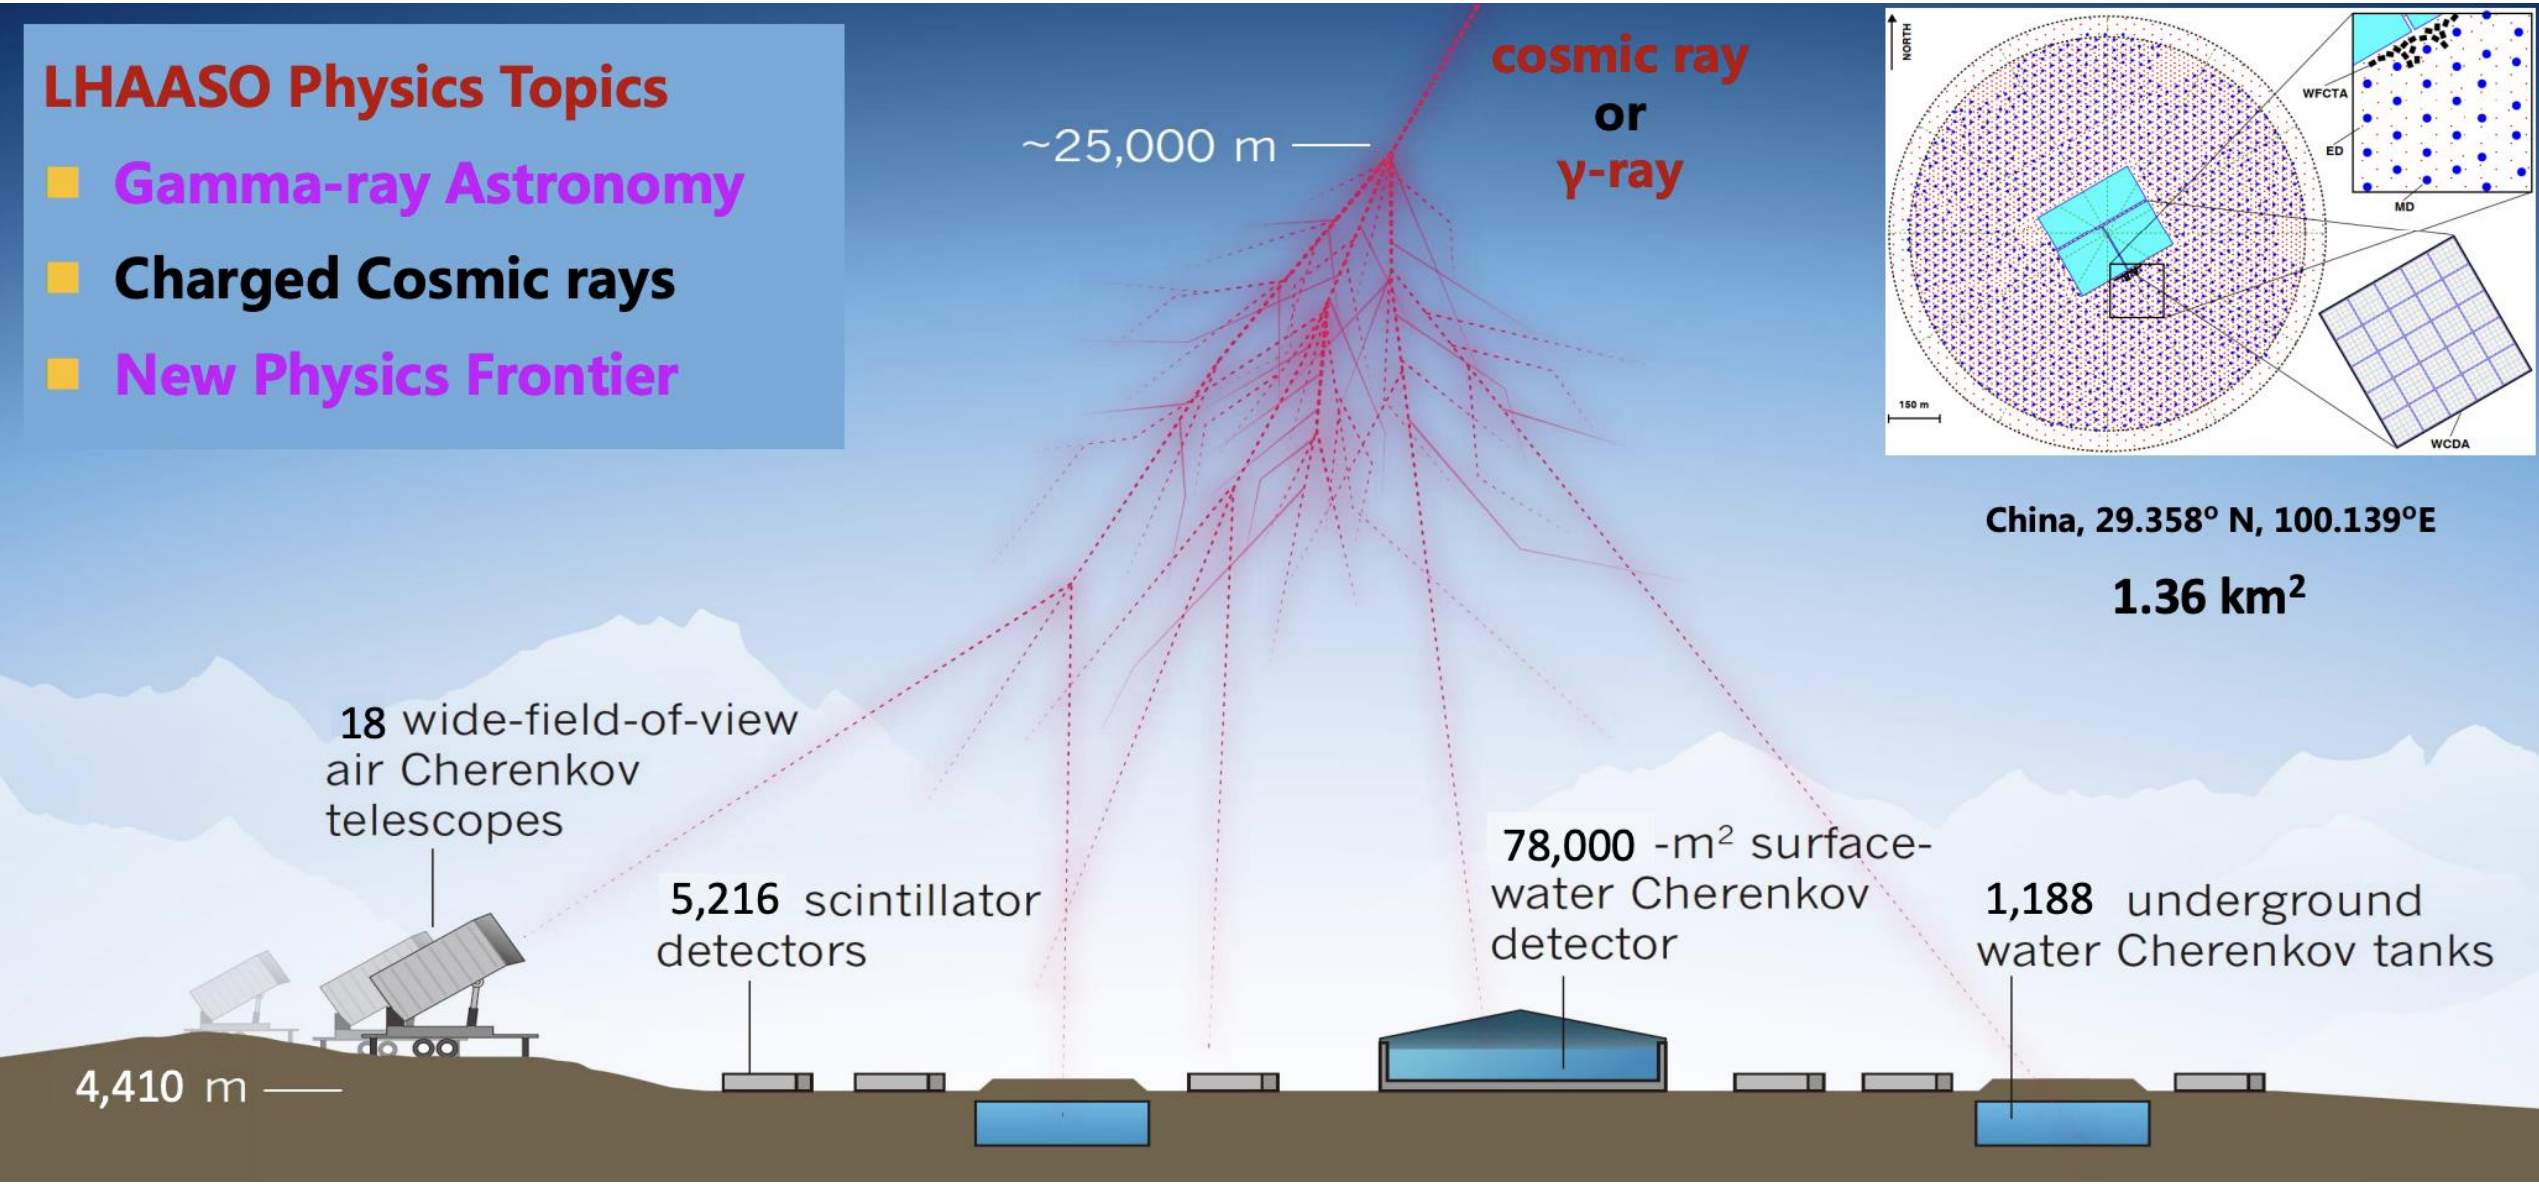 LHAASO Physics Topics
Gamma-ray Astronomy
Charged Cosmic rays
New Physics Frontier
~25,000 m
cosmic ray
or
γ-ray
NORTH
WFCTA
ED
MD
150 m
WCDA
China, 29.358º N, 100.139ºE
1.36 km²
18 wide-field-of-view
air Cherenkov
telescopes
5,216 scintillator
detectors
78,000 -m² surface-
water Cherenkov
detector
1,188 underground
water Cherenkov tanks
4,410 m